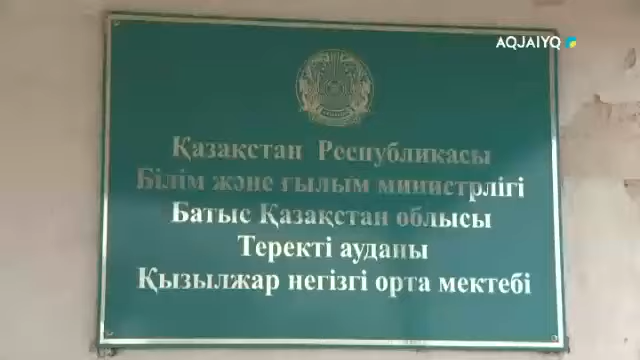 AQJAIYQ
Қазақстан Республикасы
Білім және ғылым министрлігі
Батыс Қазақстан облысы
Теректі ауданы
Қызылжар негізгі орта мектебі